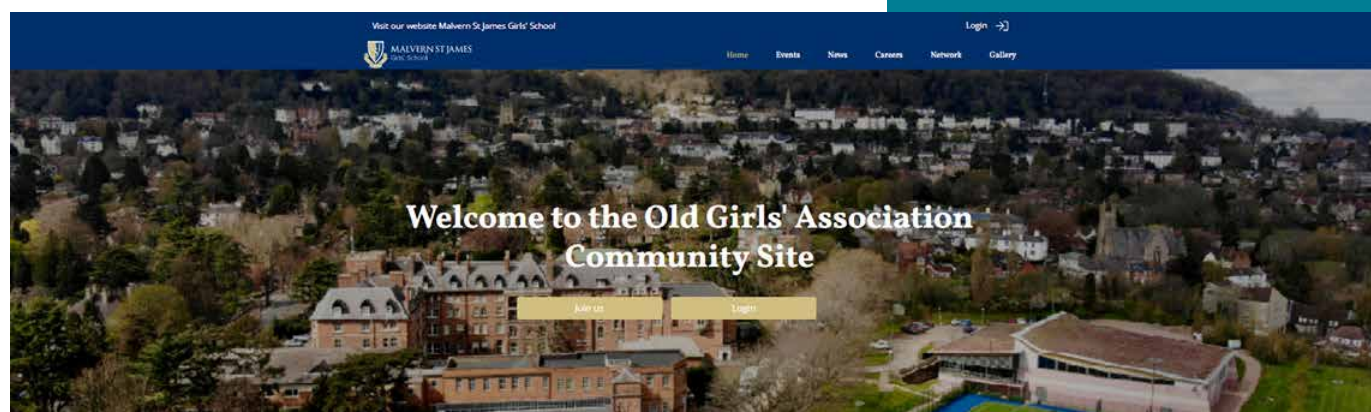 Visit our website Malvern St James Girls' School
Login
MALVERN ST JAMES
Girls' School
Home Events News Careers Network Gallery
Welcome to the Old Girls' Association
Community Site
Join us Login